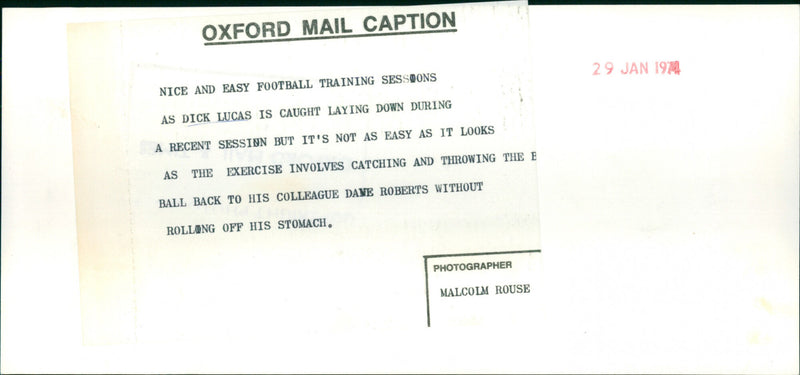 OXFORD MAIL CAPTION
29 JAN
NICE AND EASY FOOTBALL TRAINING SESSIONS
AS DICK LUCAS IS CAUGHT LAYING DOWN DURING
A RECENT SESSION BUT IT'S NOT AS EASY AS IT LOOKS
AS THE EXERCISE INVOLVES CATCHING AND THROWING THE B
BALL BACK TO HIS COLLEAGUE DAVE ROBERTS WITHOUT
ROLLING OFF HIS STOMACH.
PHOTOGRAPHER
MALCOLM ROUSE